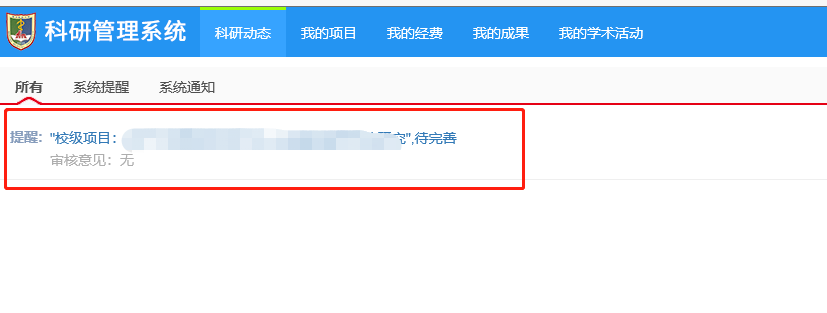 科研管理系统
科研动态 我的项目 我的经费 我的成果 我的学术活动
所有 系统提醒 系统通知
提醒: "校级项目: 研究",待完善
审核意见: 无